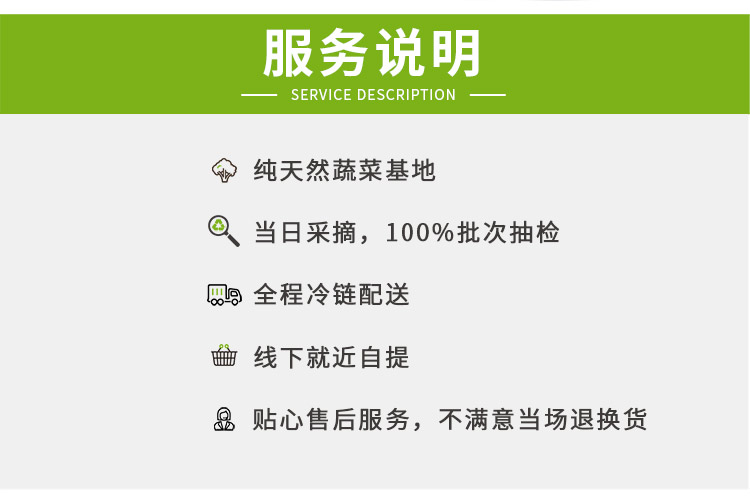 服务说明
SERVICE DESCRIPTION
纯天然蔬菜基地
当日采摘，100%批次抽检
全程冷链配送
线下就近自提
贴心售后服务，不满意当场退换货